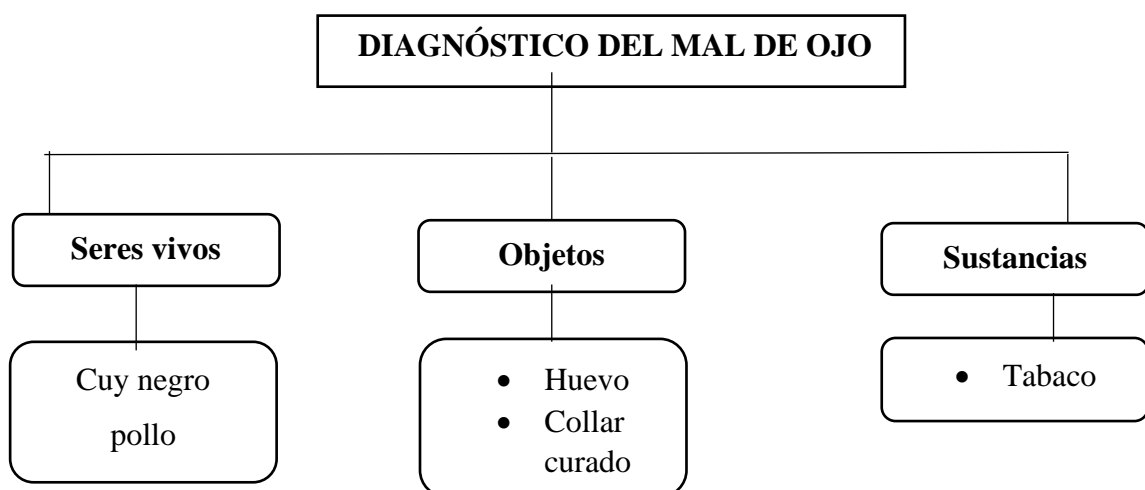 DIAGNÓSTICO DEL MAL DE OJO
Seres vivos
Objetos
Sustancias
Cuy negro
pollo
• Huevo
• Collar
curado
• Tabaco